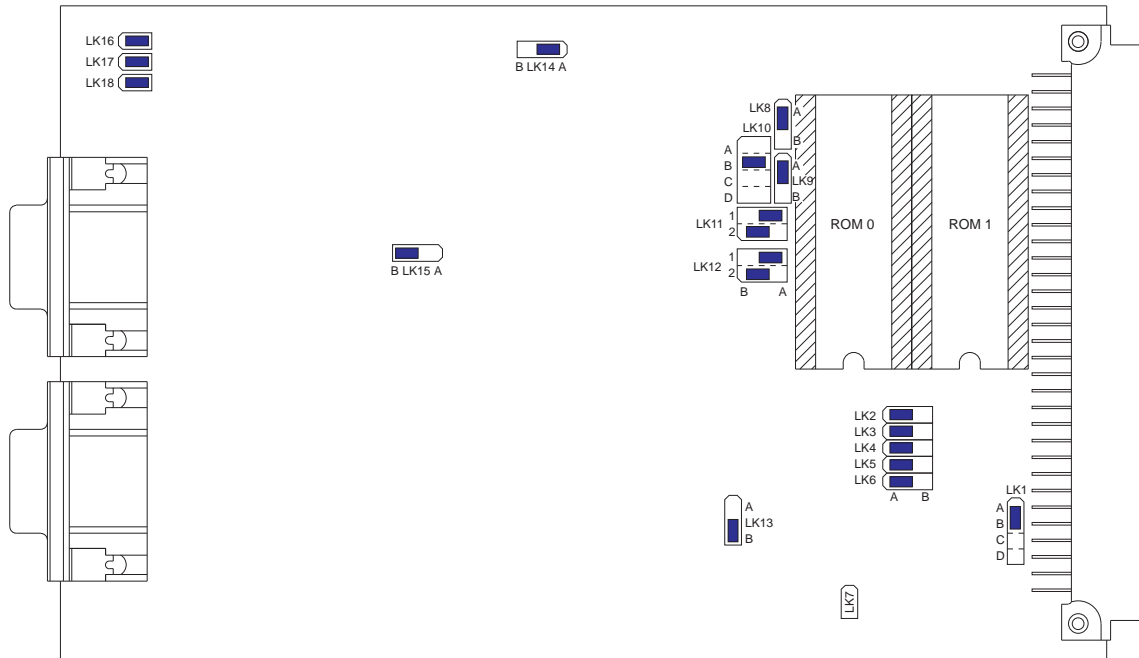 LK16
LK17
LK18
B LK14 A
LK8
A
LK10
B
A
B
C
D
A
LK9
B
LK11
1
2
LK12
1
2
B A
ROM 0
ROM 1
B LK15 A
LK2
LK3
LK4
LK5
LK6
A B
LK1
A
B
C
D
A
LK13
B
LK7